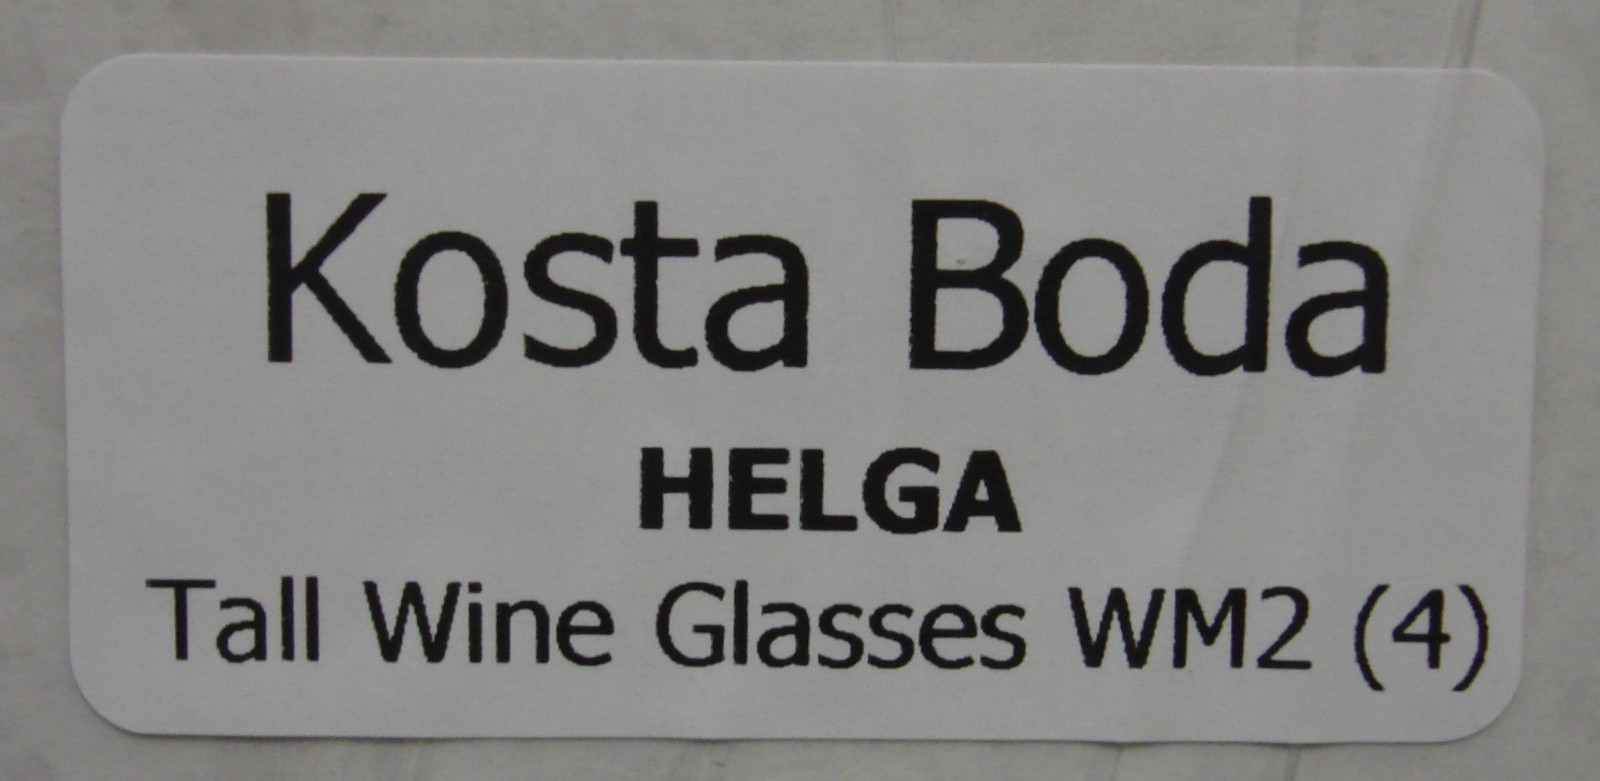 Kosta Boda
HELGA
Tall Wine Glasses WM2 (4)